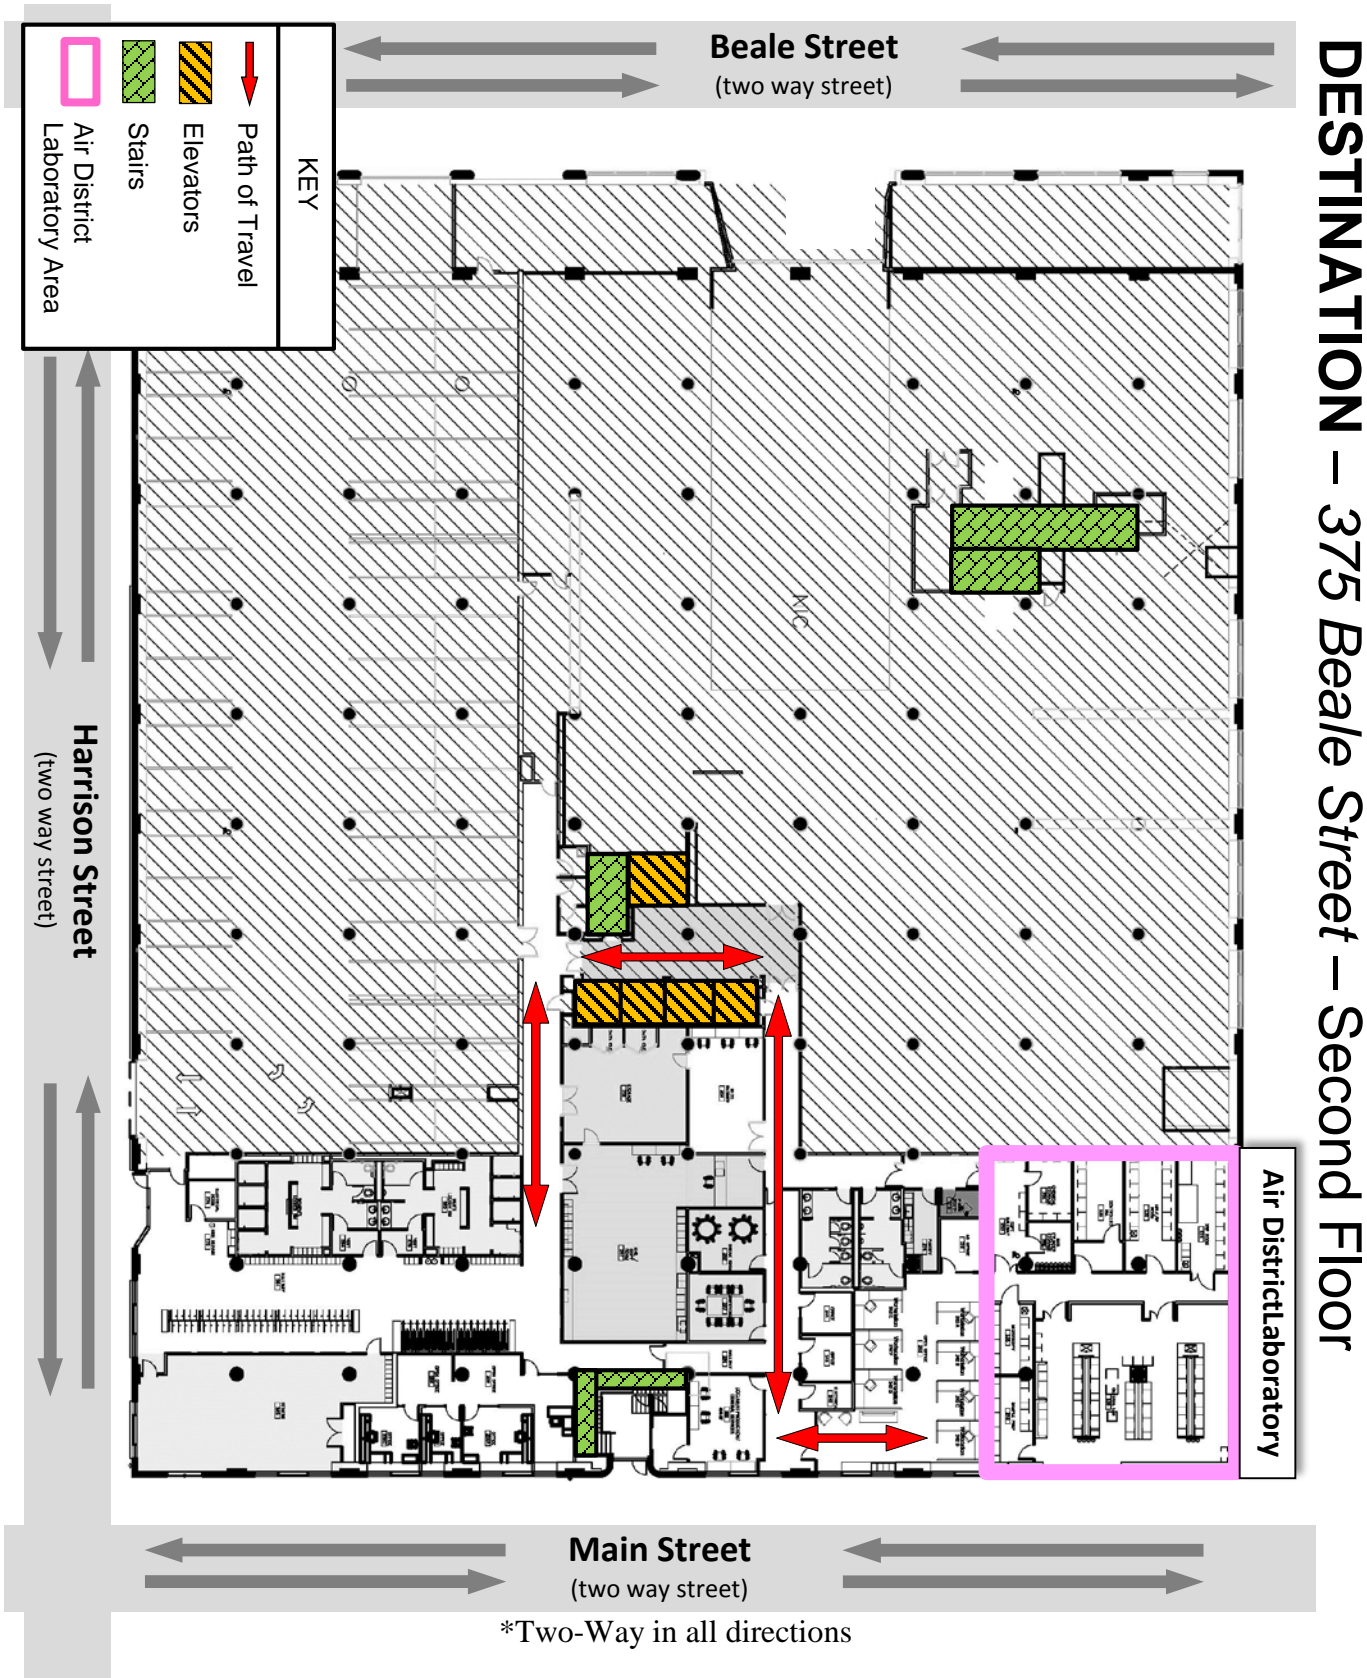 DESTINATION – 375 Beale Street – Second Floor
Beale Street
(two way street)
KEY
Path of Travel
Elevators
Stairs
Air District
Laboratory Area
Harrison Street
(two way street)
NIC
Air DistrictLaboratory
Main Street
(two way street)
*Two-Way in all directions